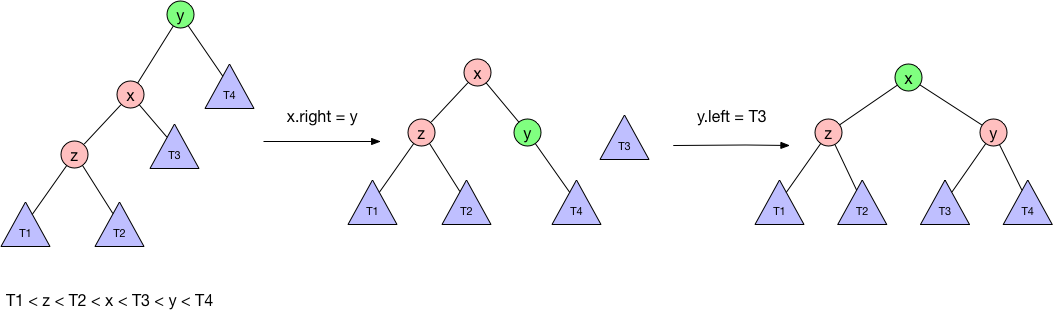 y
x
T4
z
T3
T1
T2
x.right = y
x
z
y
T3
T1
T2
T4
y.left = T3
x
z
y
T1
T2
T3
T4
T1 < z < T2 < x < T3 < y < T4